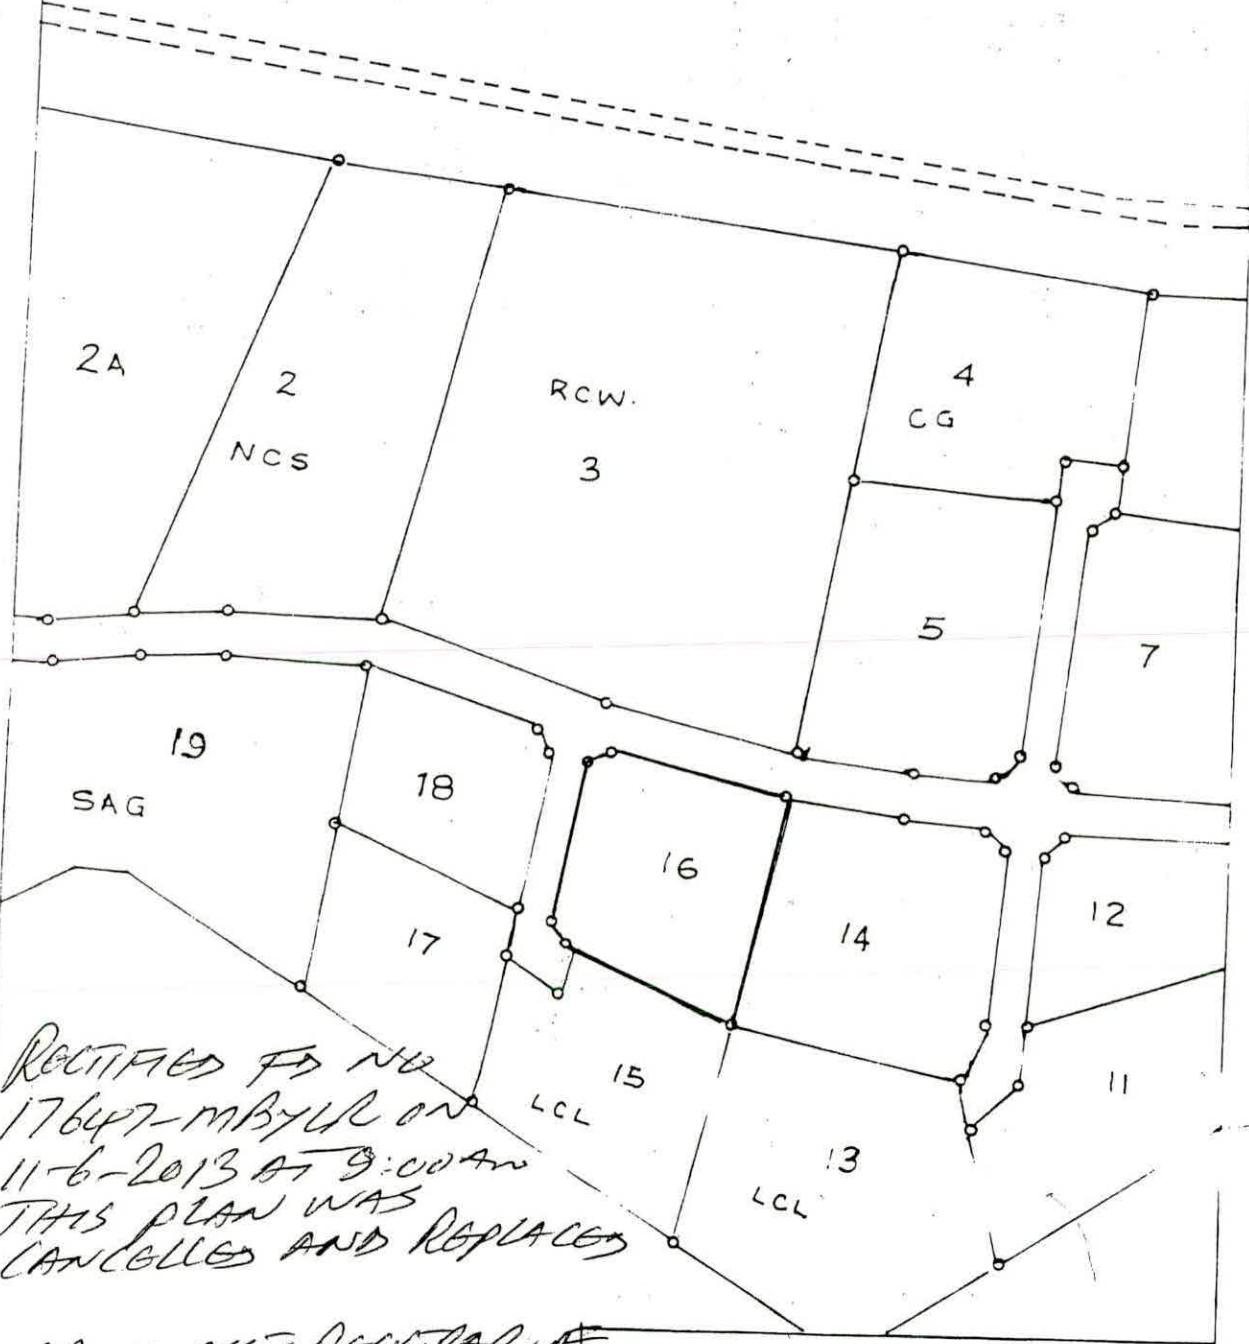 2A
2
NCS
RCW.
3
4
CG
5
7
19
SAG
18
17
16
14
12
15
LCL
13
LCL
11
RECTIFIED FD NO
17647-MBYLR ON
11-6-2013 AT 9:00AM
THIS PLAN WAS
CANCELLED AND REPLACED